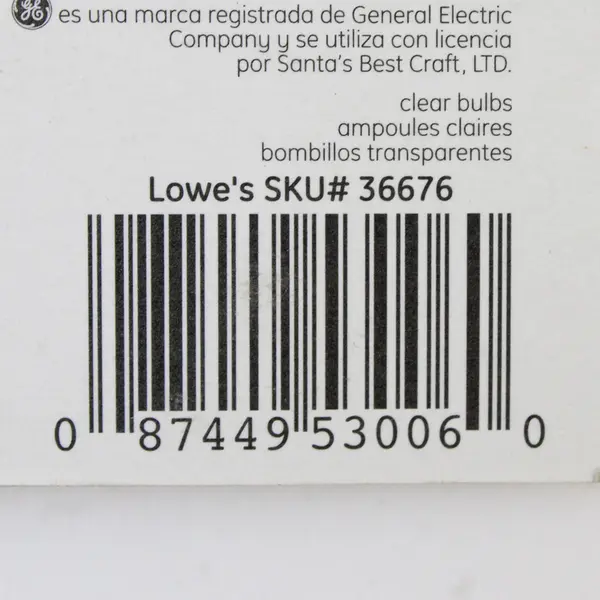 GE es una marca registrada de General Electric
Company y se utiliza con licencia
por Santa's Best Craft, LTD.
clear bulbs
ampoules claires
bombillos transparentes
Lowe's SKU# 36676
0 87449 53006 0